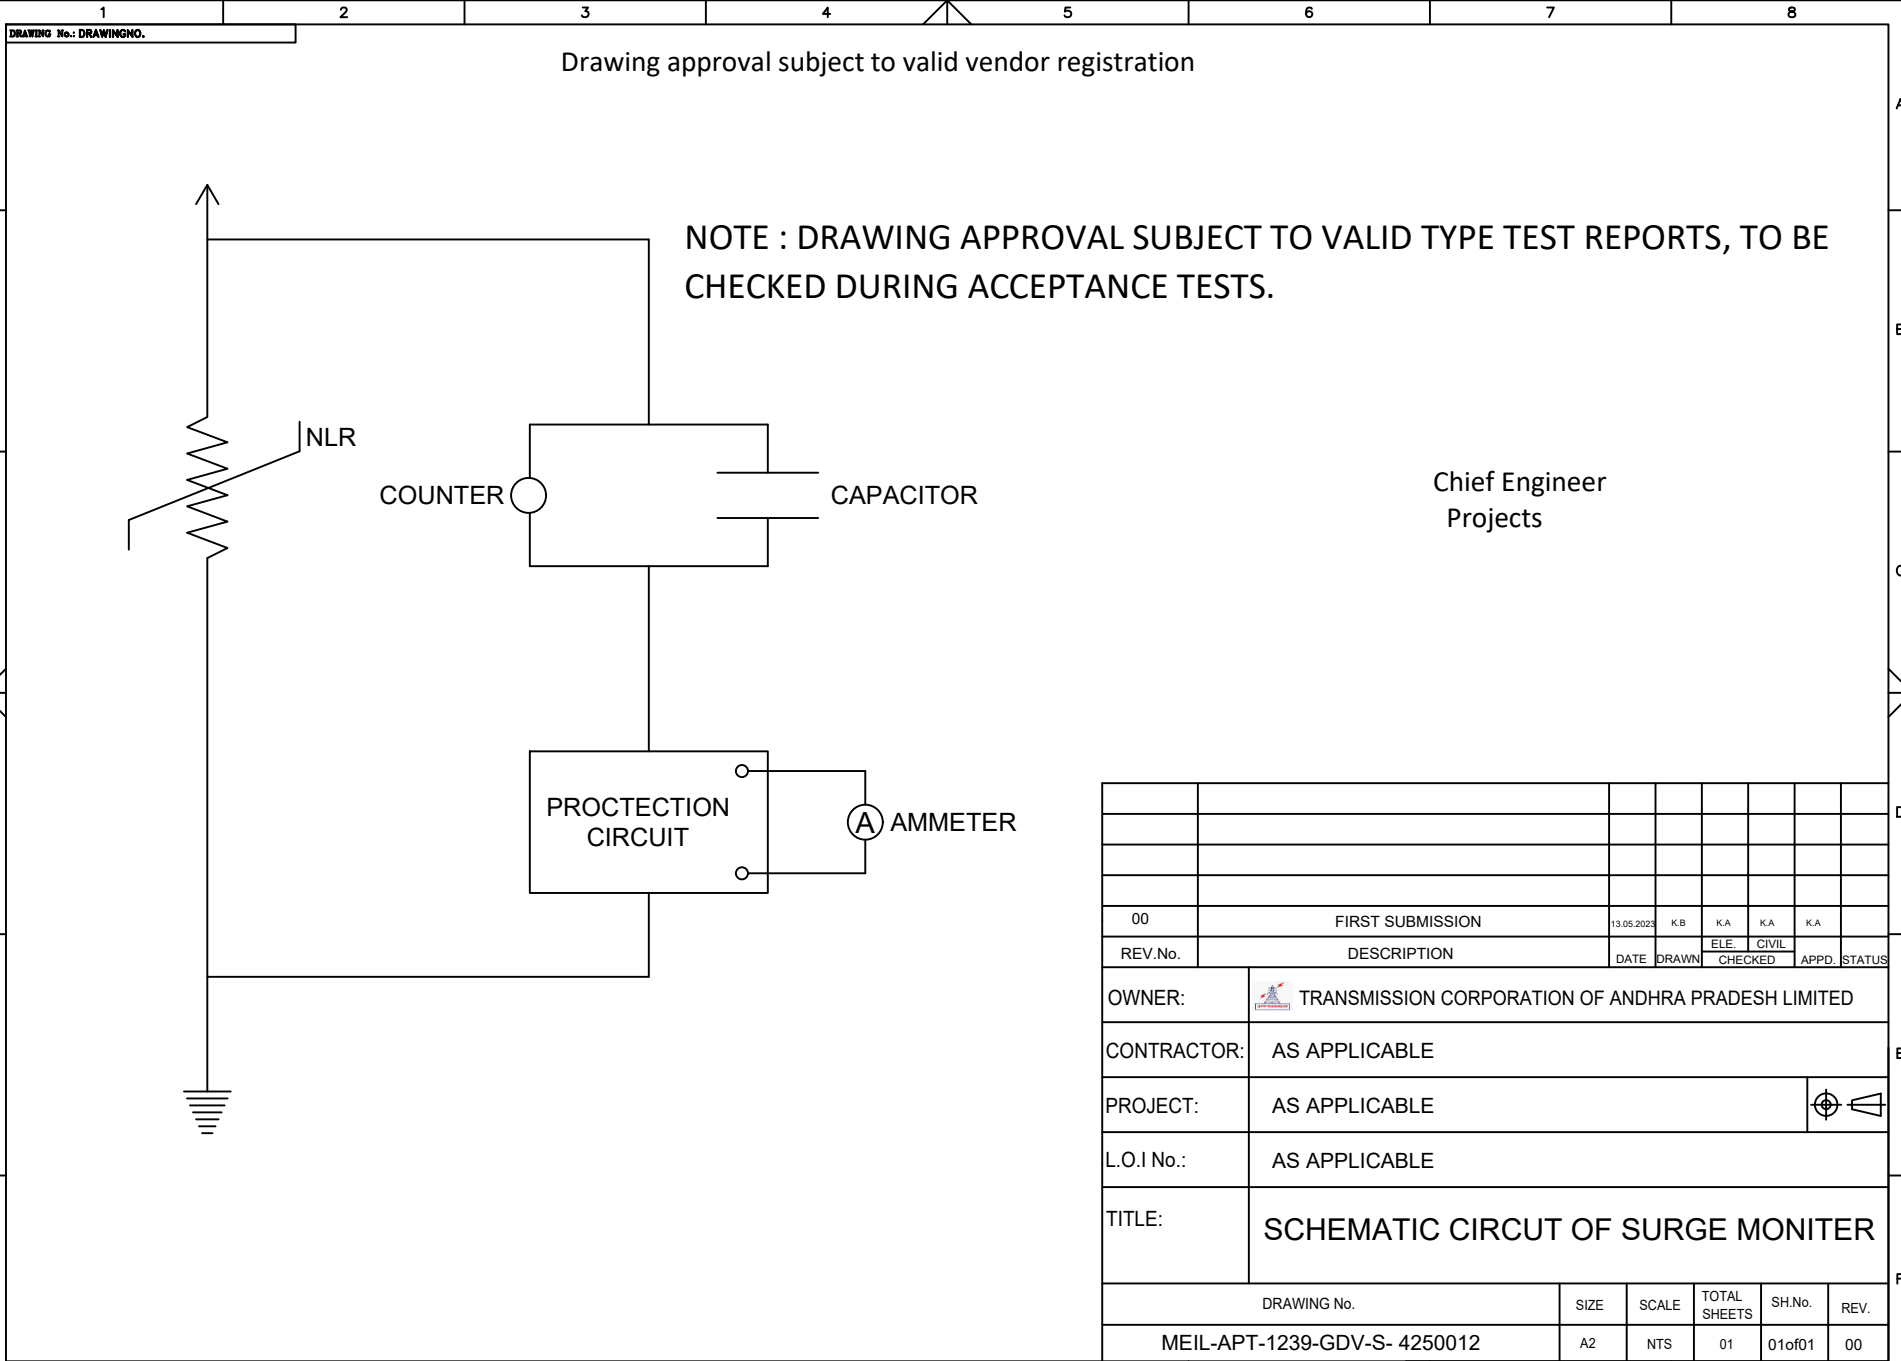 1 2 3 4 5 6 7 8
DRAWING No.: DRAWINGNO.
Drawing approval subject to valid vendor registration
A
NOTE : DRAWING APPROVAL SUBJECT TO VALID TYPE TEST REPORTS, TO BE
CHECKED DURING ACCEPTANCE TESTS.
B
NLR
COUNTER
CAPACITOR
Chief Engineer
Projects
C
PROCTECTION
CIRCUIT
A AMMETER
D
00 FIRST SUBMISSION 13.05.2023 K.B K.A K.A K.A
REV.No. DESCRIPTION DATE DRAWN ELE. CIVIL CHECKED APPD. STATUS
OWNER: TRANSMISSION CORPORATION OF ANDHRA PRADESH LIMITED
CONTRACTOR: AS APPLICABLE
E
PROJECT: AS APPLICABLE
L.O.I No.: AS APPLICABLE
TITLE: SCHEMATIC CIRCUT OF SURGE MONITER
F
DRAWING No. SIZE SCALE TOTAL SHEETS SH.No. REV.
MEIL-APT-1239-GDV-S- 4250012 A2 NTS 01 01of01 00